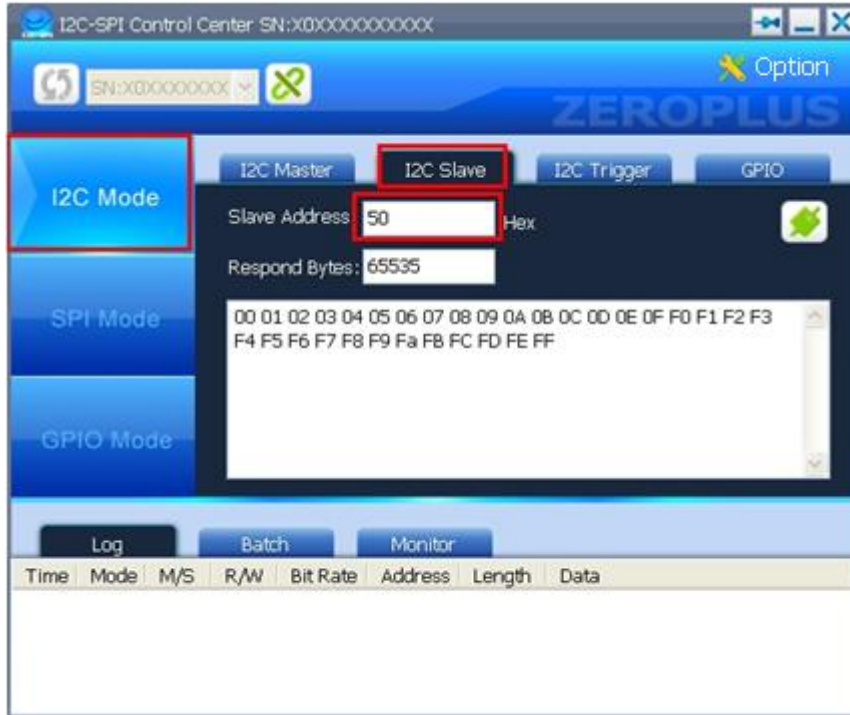 I2C-SPI Control Center SN:X0XXXXXXXXXX
SN:X0XXXXXXX
Option
ZEROPLUS
I2C Mode
I2C Master
I2C Slave
I2C Trigger
GPIO
Slave Address
50
Hex
Respond Bytes:
65535
SPI Mode
00 01 02 03 04 05 06 07 08 09 0A 0B 0C 0D 0E 0F F0 F1 F2 F3
F4 F5 F6 F7 F8 F9 Fa FB FC FD FE FF
GPIO Mode
Log
Batch
Monitor
Time Mode M/S R/W Bit Rate Address Length Data